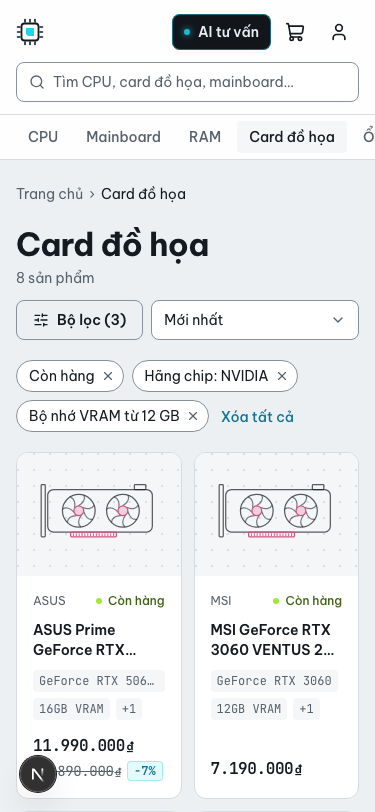 AI tư vấn
Tìm CPU, card đồ họa, mainboard…
CPU Mainboard RAM Card đồ họa Ổ
Trang chủ › Card đồ họa
Card đồ họa
8 sản phẩm
Bộ lọc (3)
Mới nhất
Còn hàng ×
Hãng chip: NVIDIA ×
Bộ nhớ VRAM từ 12 GB ×
Xóa tất cả
ASUS
Còn hàng
ASUS Prime
GeForce RTX…
GeForce RTX 506…
16GB VRAM
+1
11.990.000₫
890.000₫
-7%
MSI
Còn hàng
MSI GeForce RTX
3060 VENTUS 2…
GeForce RTX 3060
12GB VRAM
+1
7.190.000₫
N